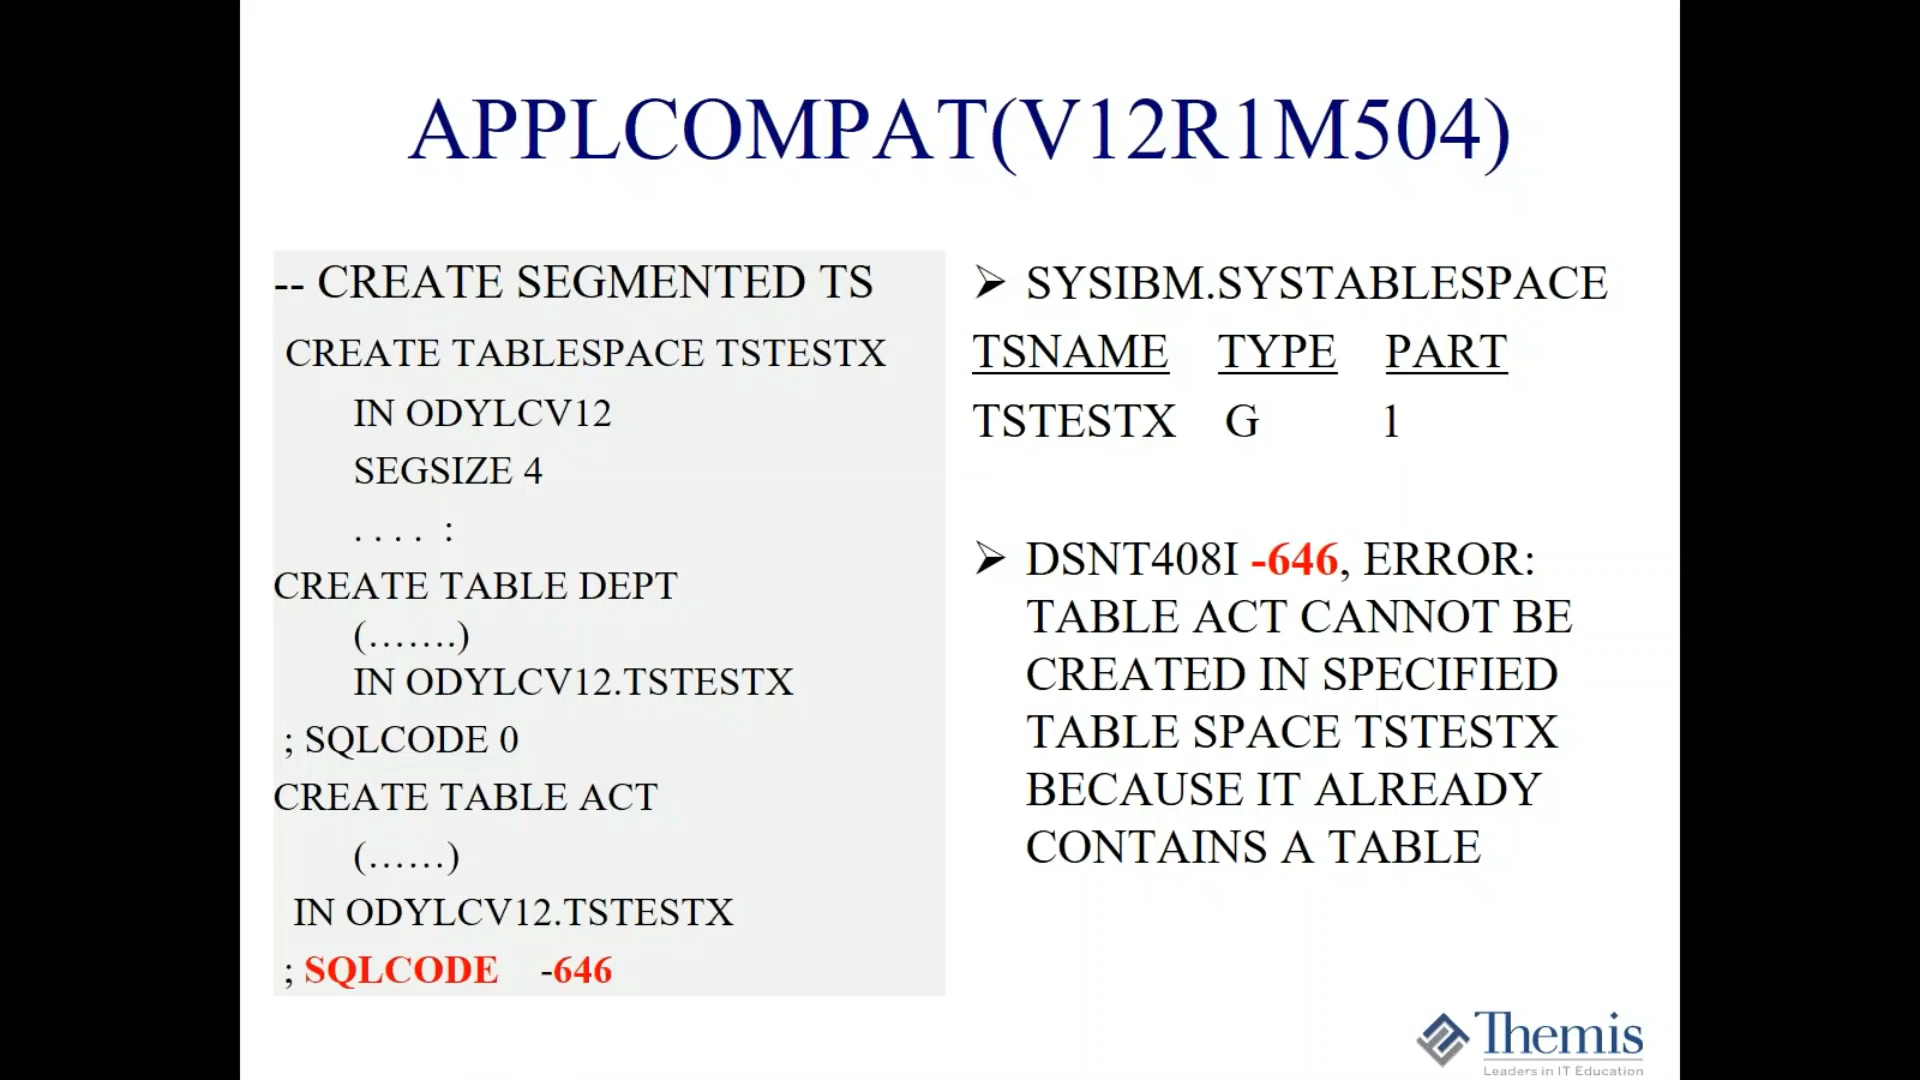 APPLCOMPAT(V12R1M504)
-- CREATE SEGMENTED TS
CREATE TABLESPACE TSTESTX
IN ODYLCV12
SEGSIZE 4
. . . .  :
CREATE TABLE DEPT
(…….)
IN ODYLCV12.TSTESTX
; SQLCODE 0
CREATE TABLE ACT
(……)
IN ODYLCV12.TSTESTX
; SQLCODE -646
➢ SYSIBM.SYSTABLESPACE
TSNAME TYPE PART
TSTESTX G 1
➢ DSNT408I -646, ERROR:
TABLE ACT CANNOT BE
CREATED IN SPECIFIED
TABLE SPACE TSTESTX
BECAUSE IT ALREADY
CONTAINS A TABLE
Themis
Leaders in IT Education